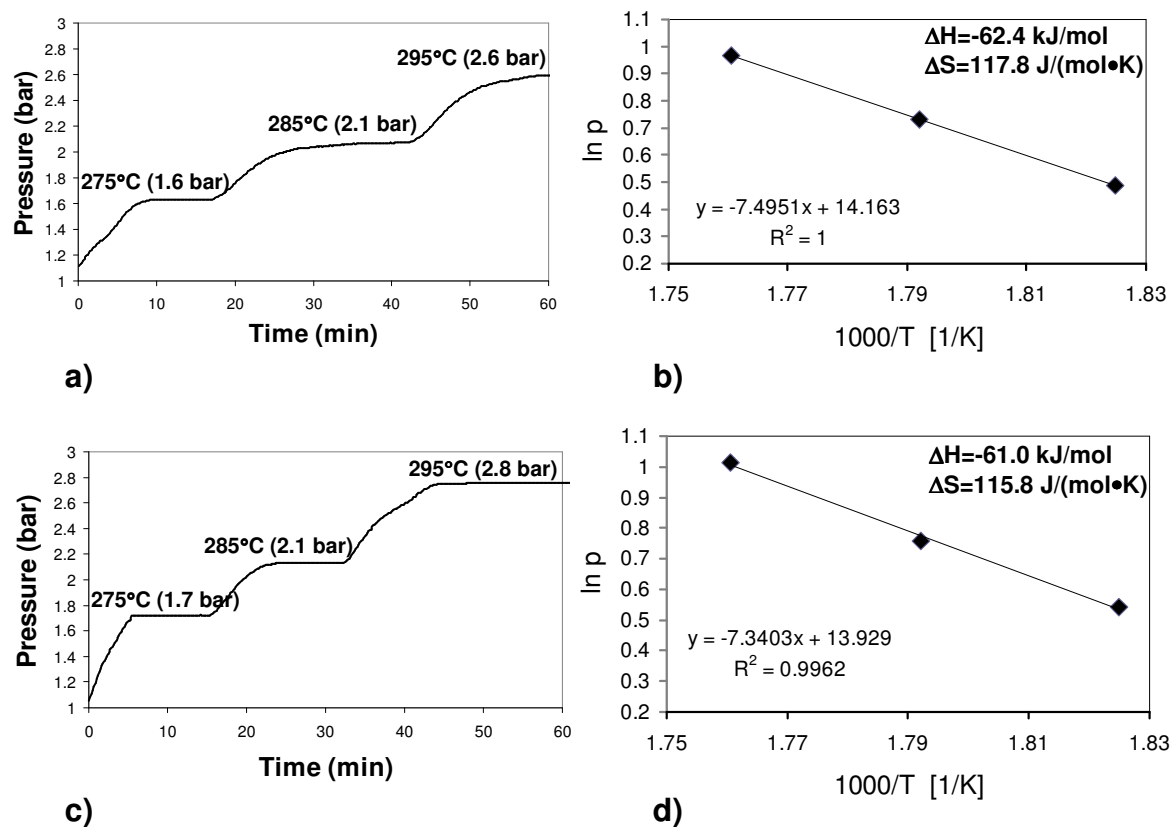 3
2.8
2.6
2.4
2.2
2
1.8
1.6
1.4
1.2
1
Pressure (bar)
275°C (1.6 bar)
285°C (2.1 bar)
295°C (2.6 bar)
0 10 20 30 40 50 60
Time (min)
a)
1.1
1
0.9
0.8
0.7
0.6
0.5
0.4
0.3
0.2
ln p
ΔH=-62.4 kJ/mol
ΔS=117.8 J/(mol•K)
y = -7.4951x + 14.163
R² = 1
1.75 1.77 1.79 1.81 1.83
1000/T [1/K]
b)
3
2.8
2.6
2.4
2.2
2
1.8
1.6
1.4
1.2
1
Pressure (bar)
275°C (1.7 bar)
285°C (2.1 bar)
295°C (2.8 bar)
0 10 20 30 40 50 60
Time (min)
c)
1.1
1
0.9
0.8
0.7
0.6
0.5
0.4
0.3
0.2
ln p
ΔH=-61.0 kJ/mol
ΔS=115.8 J/(mol•K)
y = -7.3403x + 13.929
R² = 0.9962
1.75 1.77 1.79 1.81 1.83
1000/T [1/K]
d)